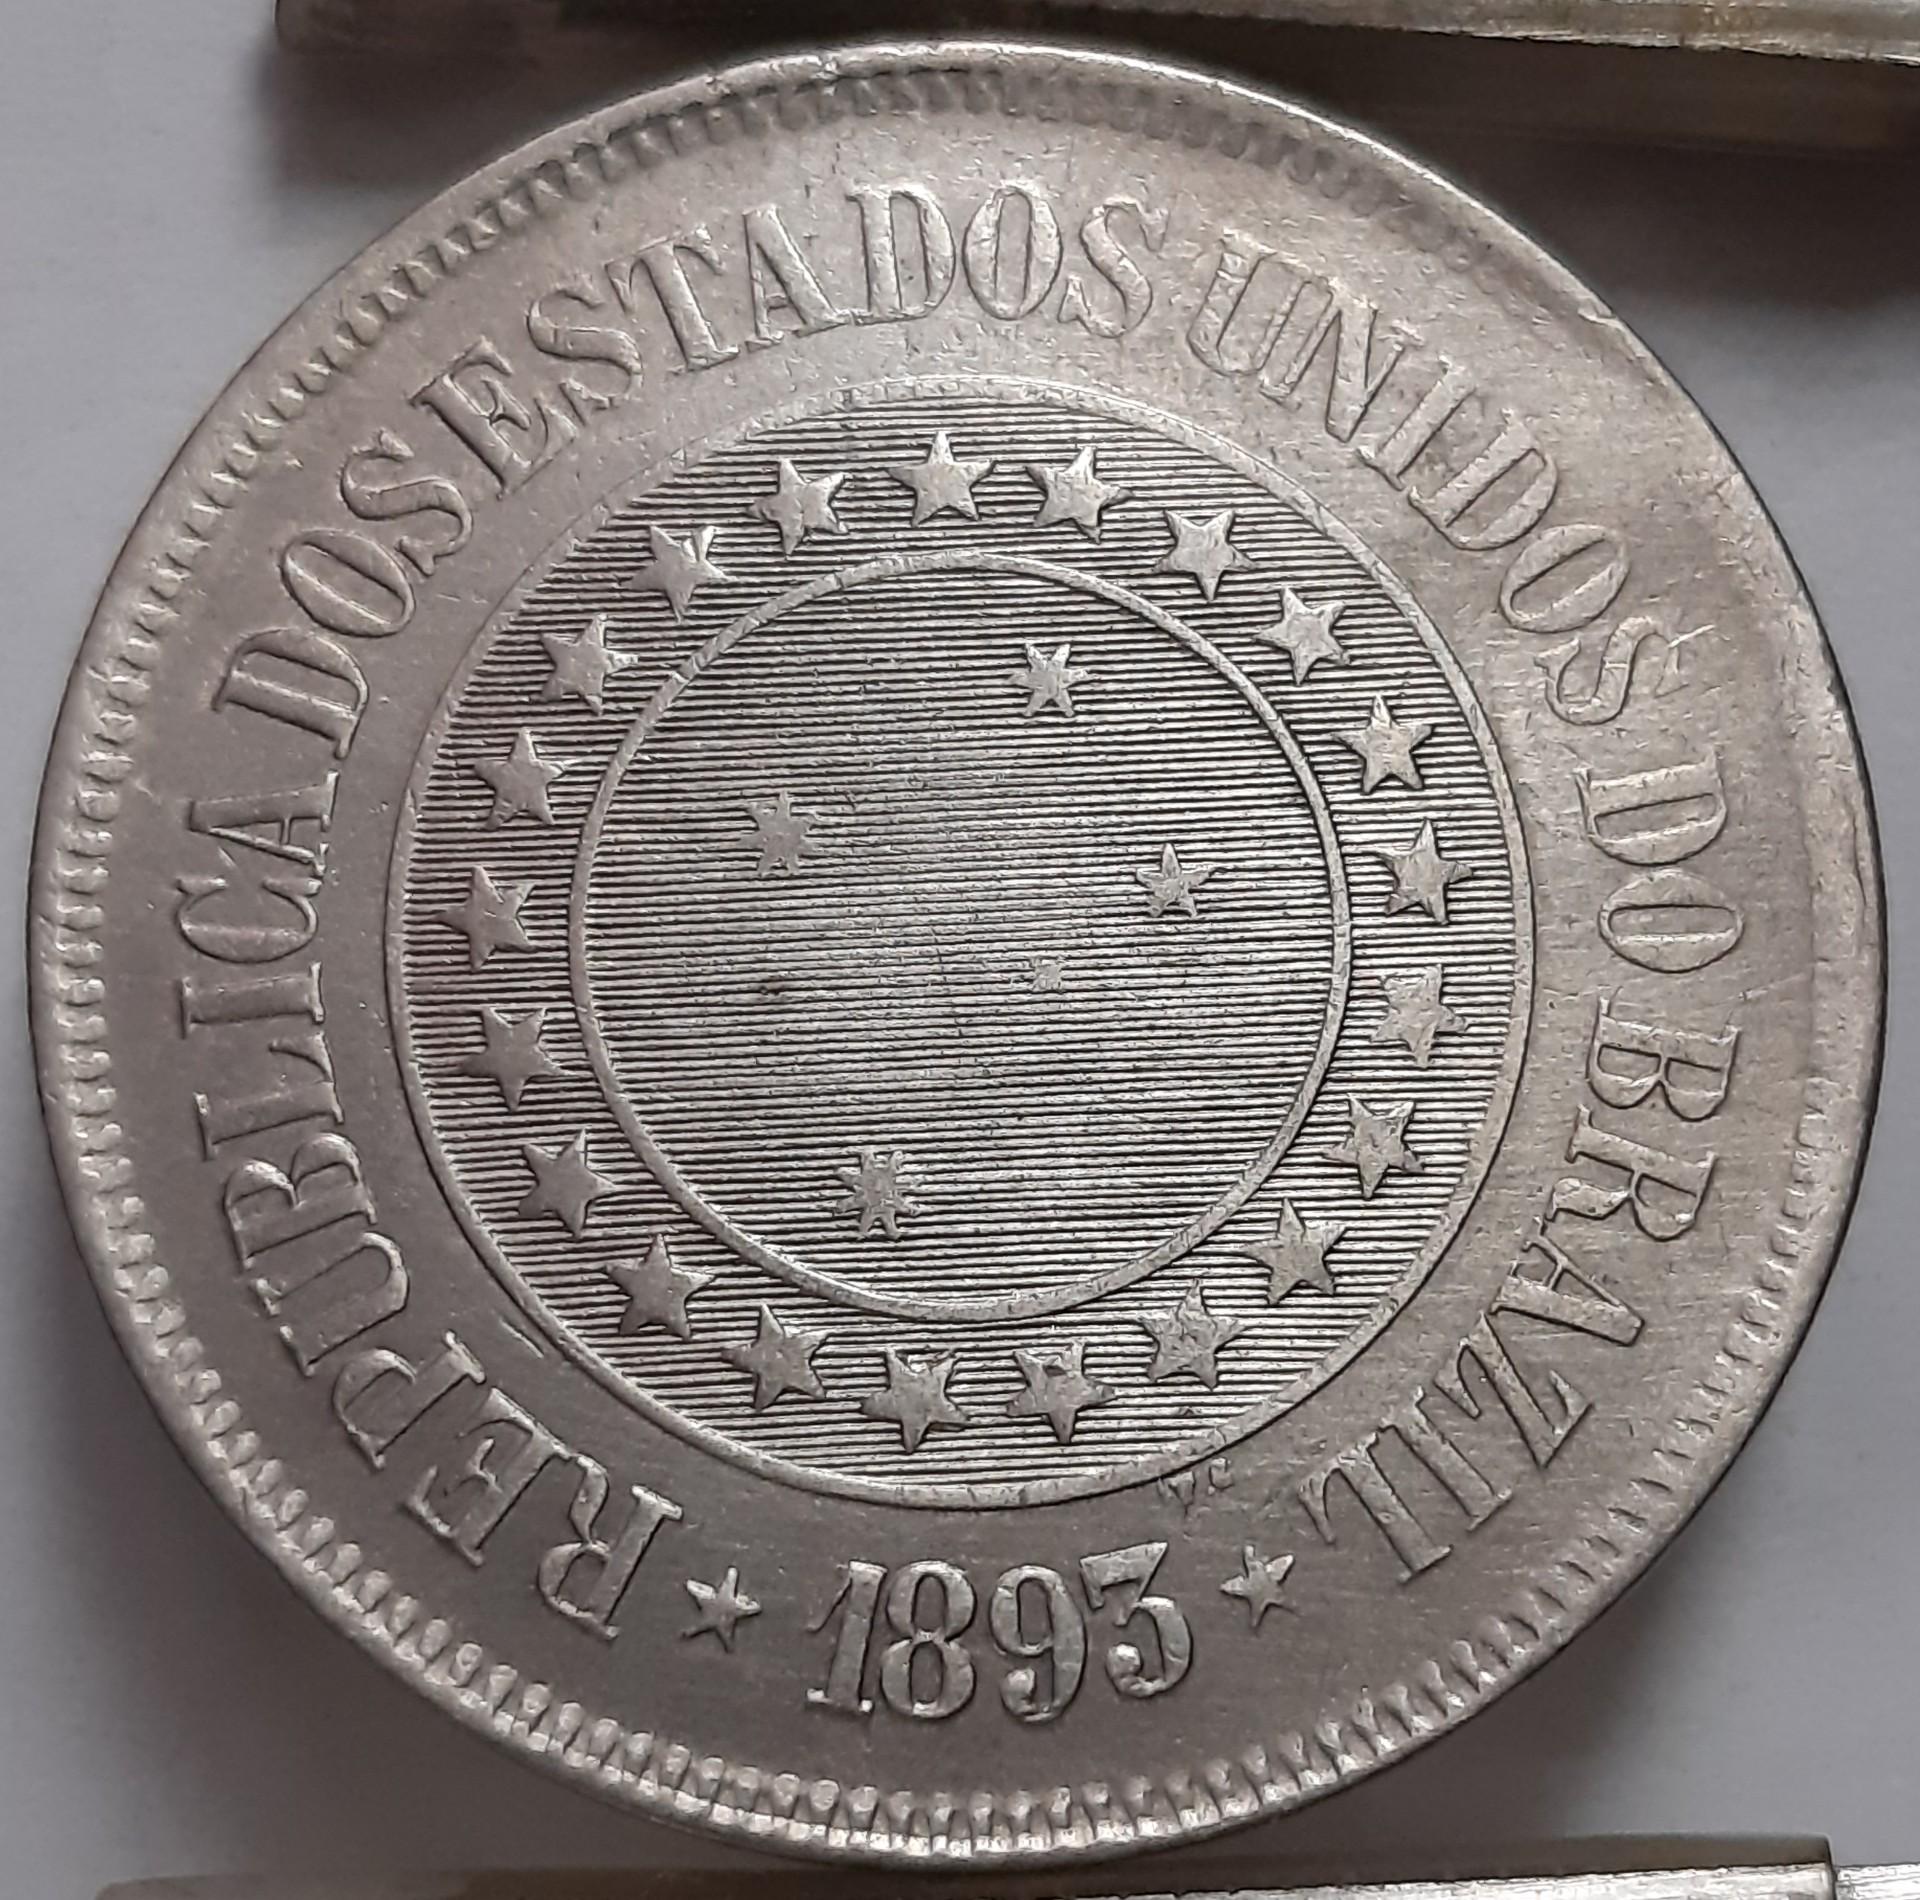 REPUBLICA DOS ESTADOS UNIDOS DO BRAZIL
★ 1893 ★